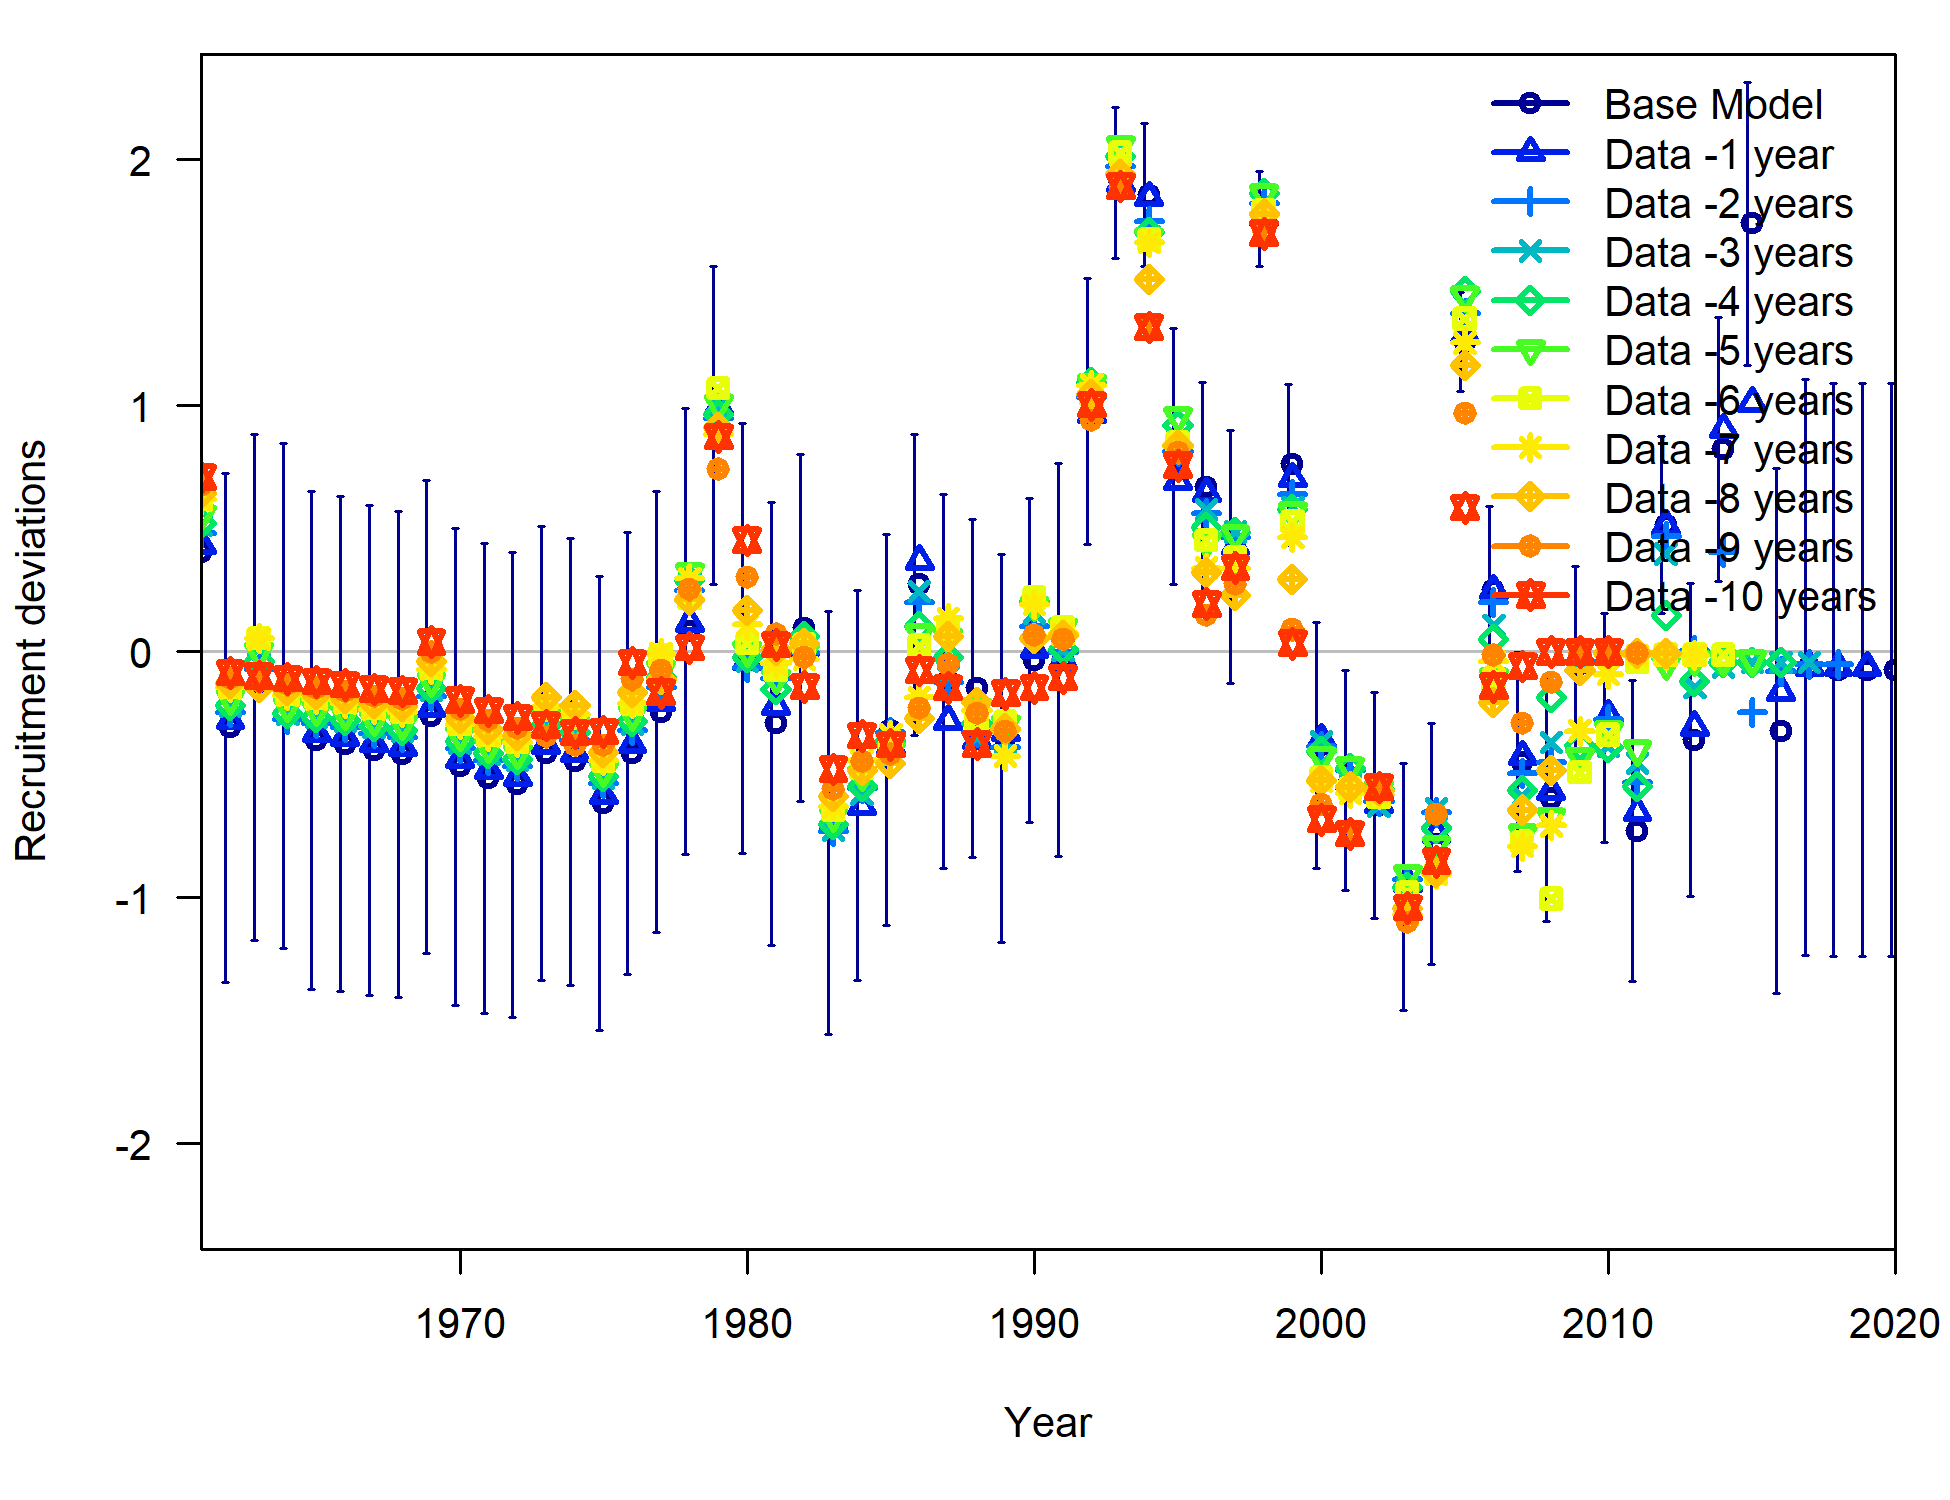 Base Model
Data -1 year
Data -2 years
Data -3 years
Data -4 years
Data -5 years
Data -6 years
Data -7 years
Data -8 years
Data -9 years
Data -10 years
Recruitment deviations
2
1
0
-1
-2
1970 1980 1990 2000 2010 2020
Year